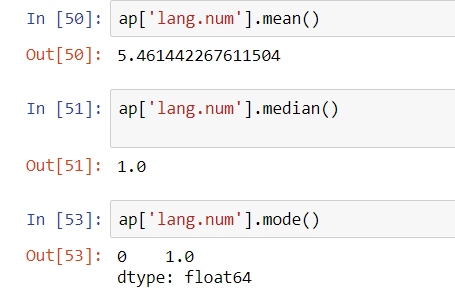 In [50]: ap['lang.num'].mean()
Out[50]: 5.461442267611504
In [51]: ap['lang.num'].median()
Out[51]: 1.0
In [53]: ap['lang.num'].mode()
Out[53]: 0    1.0
dtype: float64